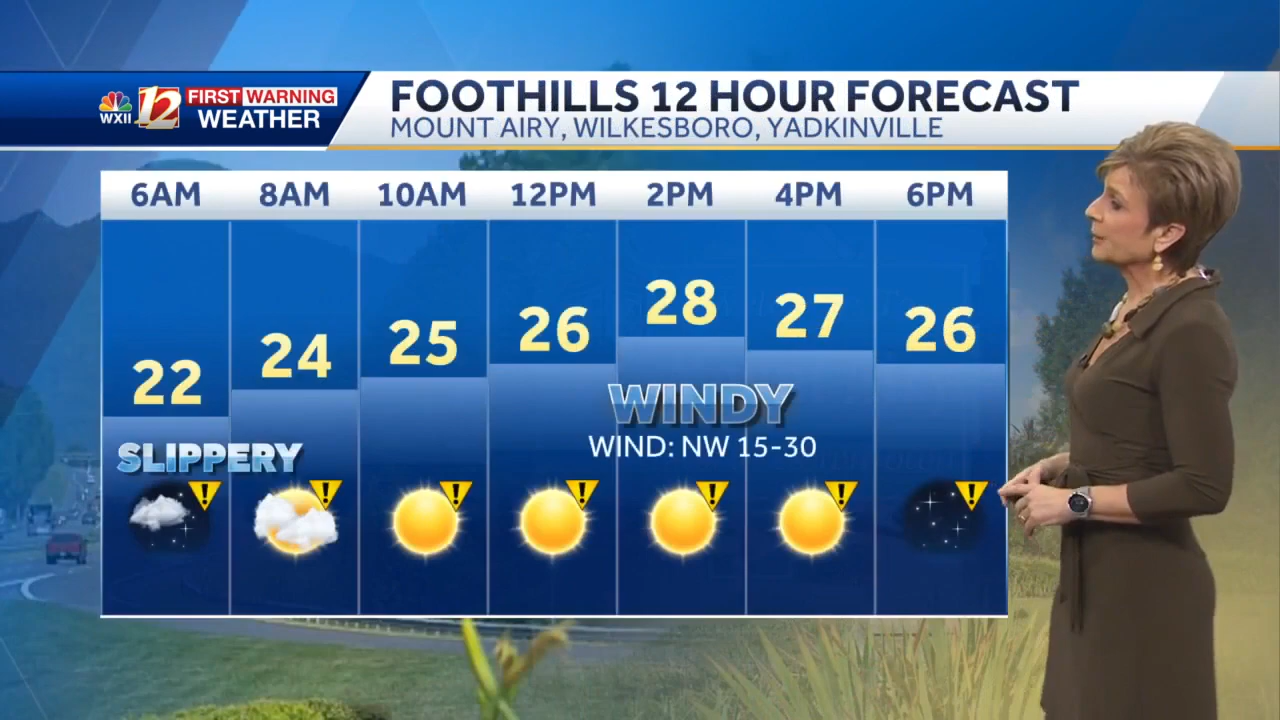 WXII 12 FIRST WARNING
WEATHER
FOOTHILLS 12 HOUR FORECAST
MOUNT AIRY, WILKESBORO, YADKINVILLE
6AM 8AM 10AM 12PM 2PM 4PM 6PM
22 24 25 26 28 27 26
WINDY
WIND: NW 15-30
SLIPPERY
! ! ! ! ! ! !